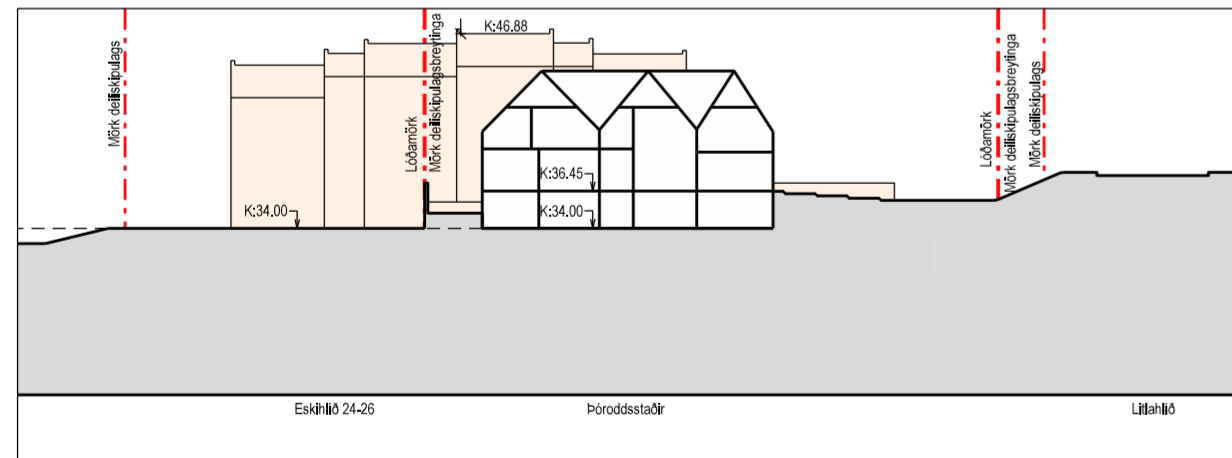 K:46.88
Mörk deiliskipulags
Lóðamörk
Mörk deiliskipulagsbreytinga
Lóðamörk
Mörk deiliskipulagsbreytinga
Mörk deiliskipulags
K:36.45
K:34.00
K:34.00
Eskihlíð 24-26
Þóroddsstaðir
Litlahlíð